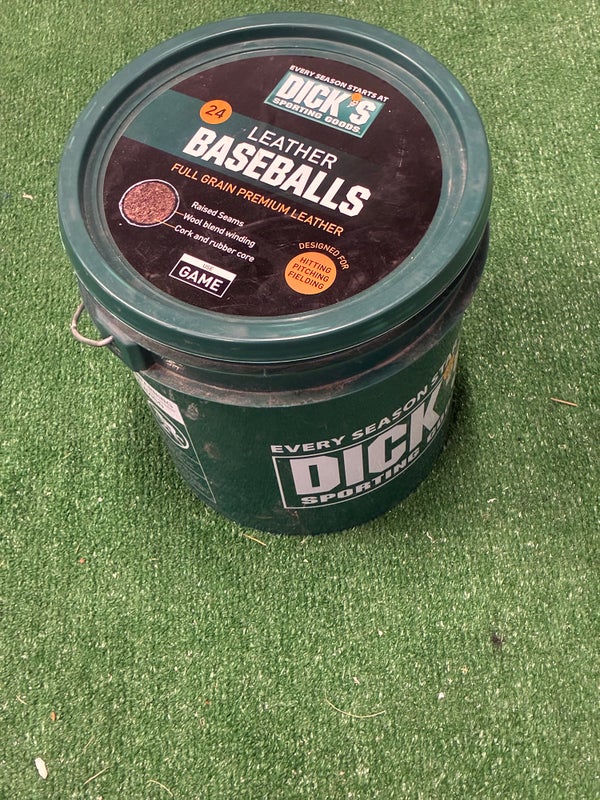 EVERY SEASON STARTS AT
DICK'S
SPORTING GOODS.
24
LEATHER
BASEBALLS
FULL GRAIN PREMIUM LEATHER
Raised Seams
Wool blend winding
Cork and rubber core
USE
GAME
DESIGNED FOR
HITTING
PITCHING
FIELDING
EVERY SEASON
DICK
SPORTING